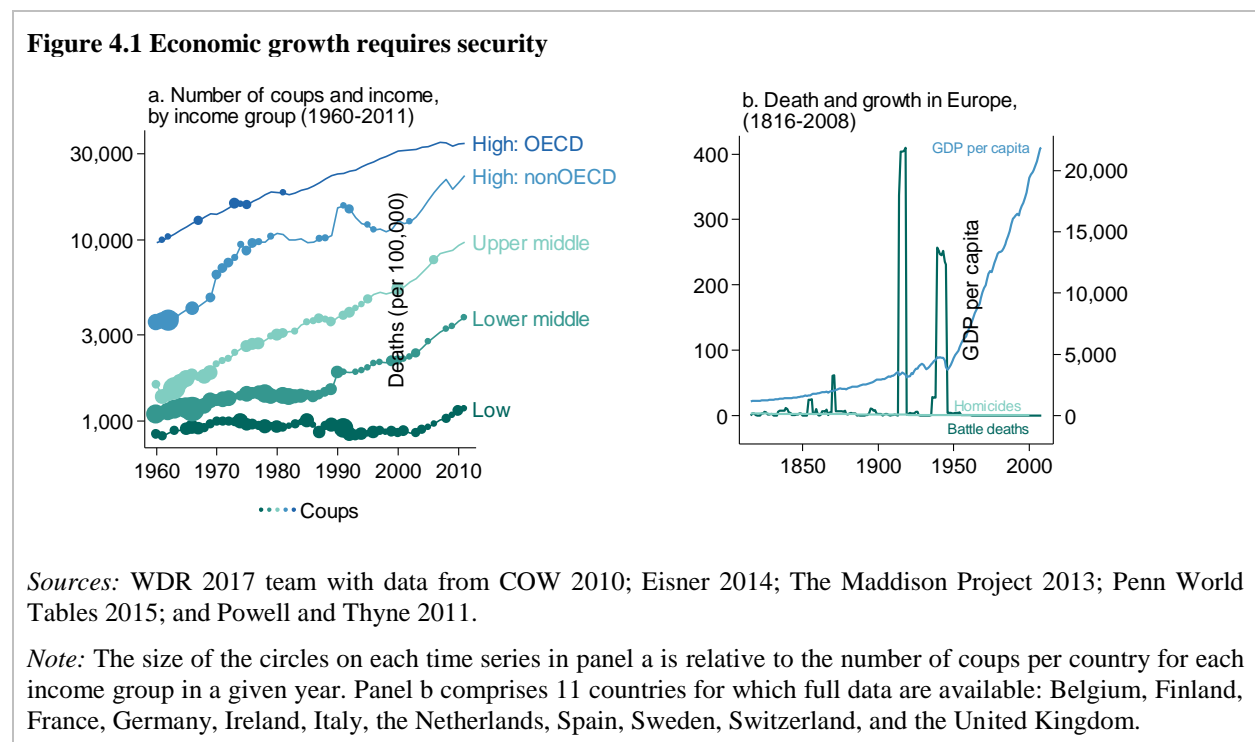 Figure 4.1 Economic growth requires security
a. Number of coups and income,
by income group (1960-2011)
30,000
10,000
3,000
1,000
High: OECD
High: nonOECD
Upper middle
Lower middle
Low
1960 1970 1980 1990 2000 2010
Coups
b. Death and growth in Europe,
(1816-2008)
Deaths (per 100,000)
400
300
200
100
0
GDP per capita
Homicides
Battle deaths
GDP per capita
20,000
15,000
10,000
5,000
0
1850 1900 1950 2000
Sources: WDR 2017 team with data from COW 2010; Eisner 2014; The Maddison Project 2013; Penn World
Tables 2015; and Powell and Thyne 2011.
Note: The size of the circles on each time series in panel a is relative to the number of coups per country for each
income group in a given year. Panel b comprises 11 countries for which full data are available: Belgium, Finland,
France, Germany, Ireland, Italy, the Netherlands, Spain, Sweden, Switzerland, and the United Kingdom.